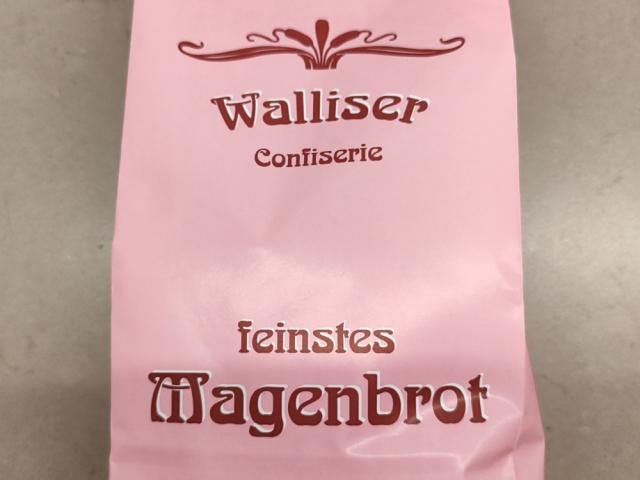 Walliser
Confiserie
feinstes
Magenbrot